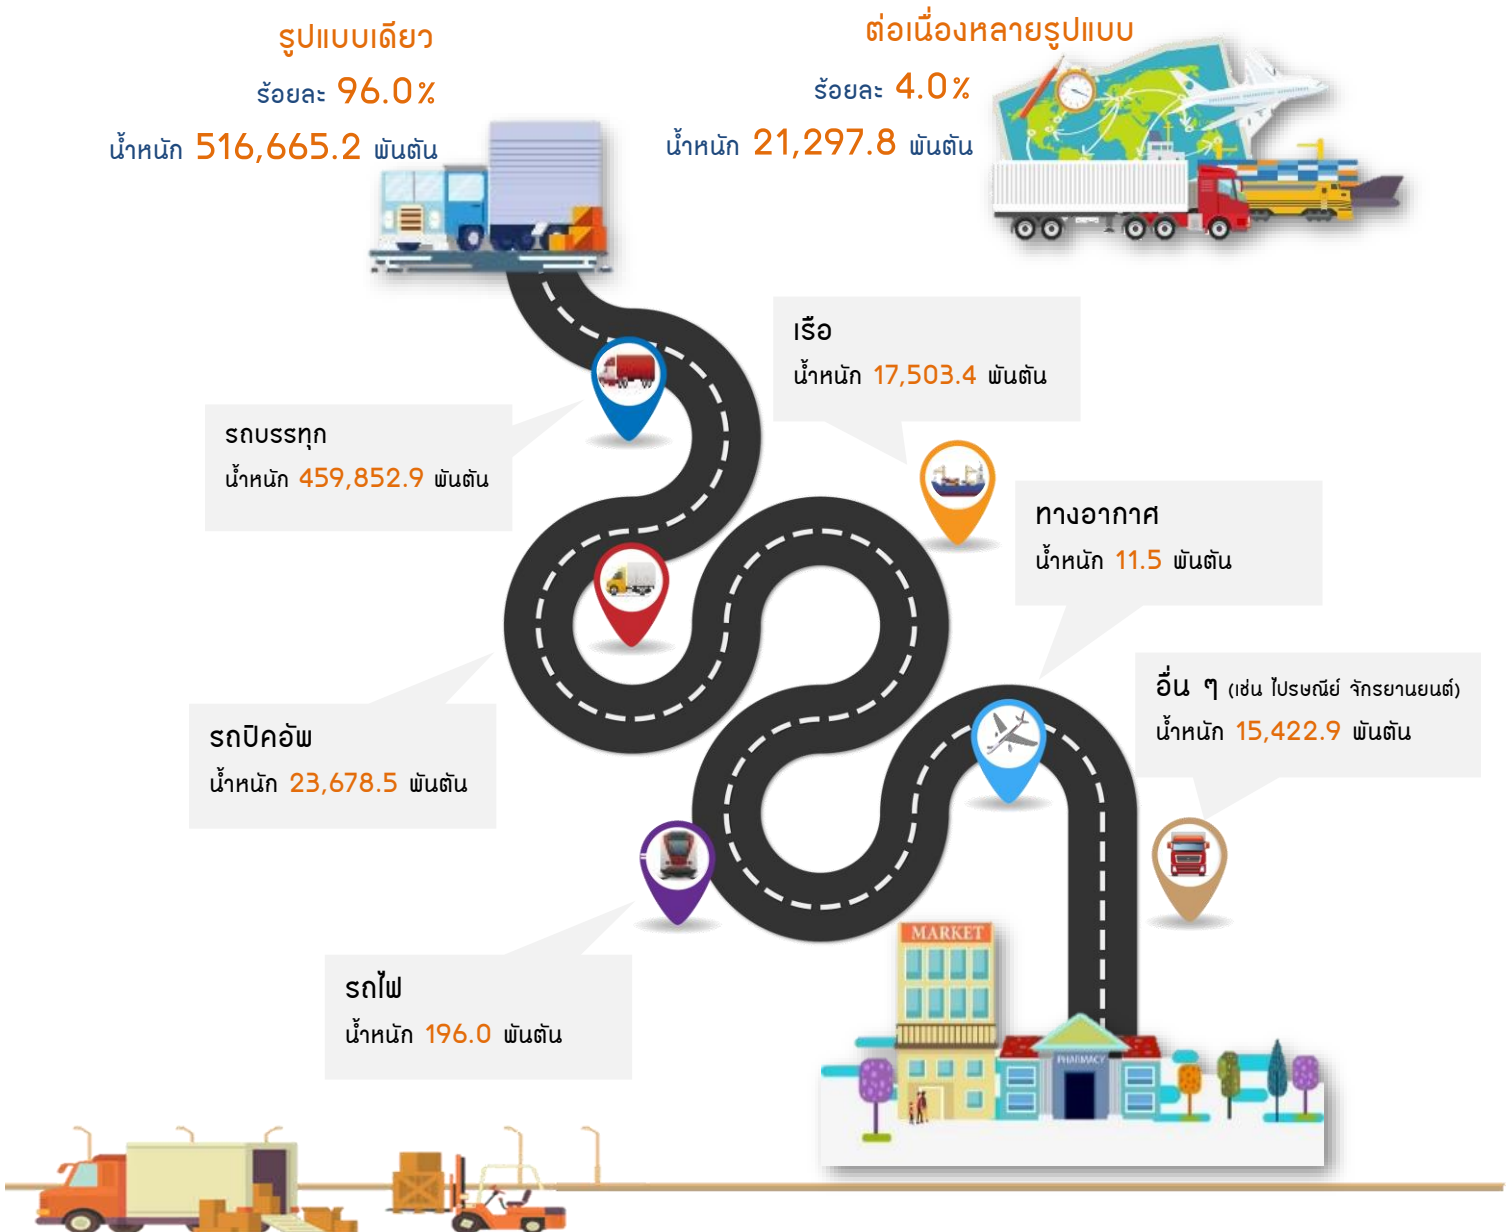 รูปแบบเดียว
ร้อยละ 96.0%
น้ำหนัก 516,665.2 พันตัน
ต่อเนื่องหลายรูปแบบ
ร้อยละ 4.0%
น้ำหนัก 21,297.8 พันตัน
เรือ
น้ำหนัก 17,503.4 พันตัน
รถบรรทุก
น้ำหนัก 459,852.9 พันตัน
ทางอากาศ
น้ำหนัก 11.5 พันตัน
อื่น ๆ (เช่น ไปรษณีย์ จักรยานยนต์)
น้ำหนัก 15,422.9 พันตัน
รถปิคอัพ
น้ำหนัก 23,678.5 พันตัน
รถไฟ
น้ำหนัก 196.0 พันตัน
MARKET
PHARMACY